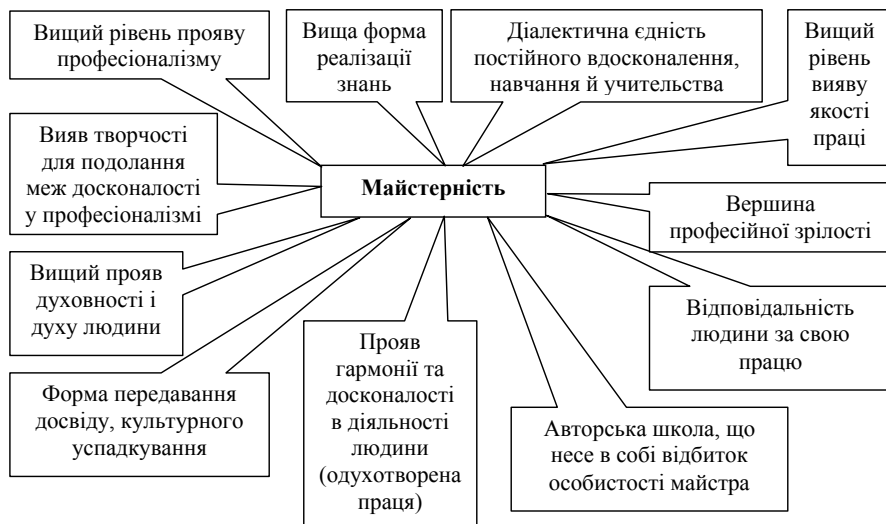 Вищий рівень прояву
професіоналізму
Вища форма
реалізації
знань
Діалектична єдність
постійного вдосконалення,
навчання й учительства
Вищий
рівень
вияву
якості
праці
Вияв творчості
для подолання
меж досконалості
у професіоналізмі
Майстерність
Вершина
професійної зрілості
Вищий прояв
духовності і
духу людини
Відповідальність
людини за свою
працю
Форма передавання
досвіду, культурного
успадкування
Прояв
гармонії та
досконалості
в діяльності
людини
(одухотворена
праця)
Авторська школа, що
несе в собі відбиток
особистості майстра